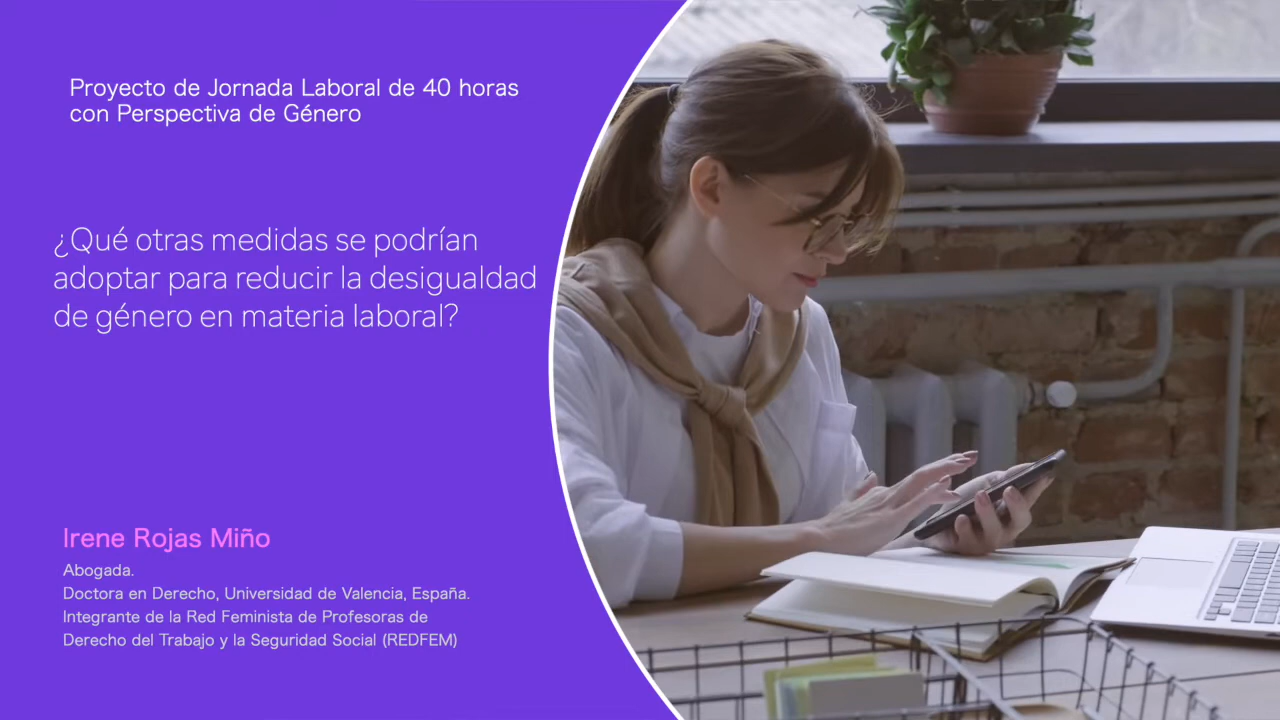 Proyecto de Jornada Laboral de 40 horas
con Perspectiva de Género
¿Qué otras medidas se podrían
adoptar para reducir la desigualdad
de género en materia laboral?
Irene Rojas Miño
Abogada.
Doctora en Derecho, Universidad de Valencia, España.
Integrante de la Red Feminista de Profesoras de
Derecho del Trabajo y la Seguridad Social (REDFEM)